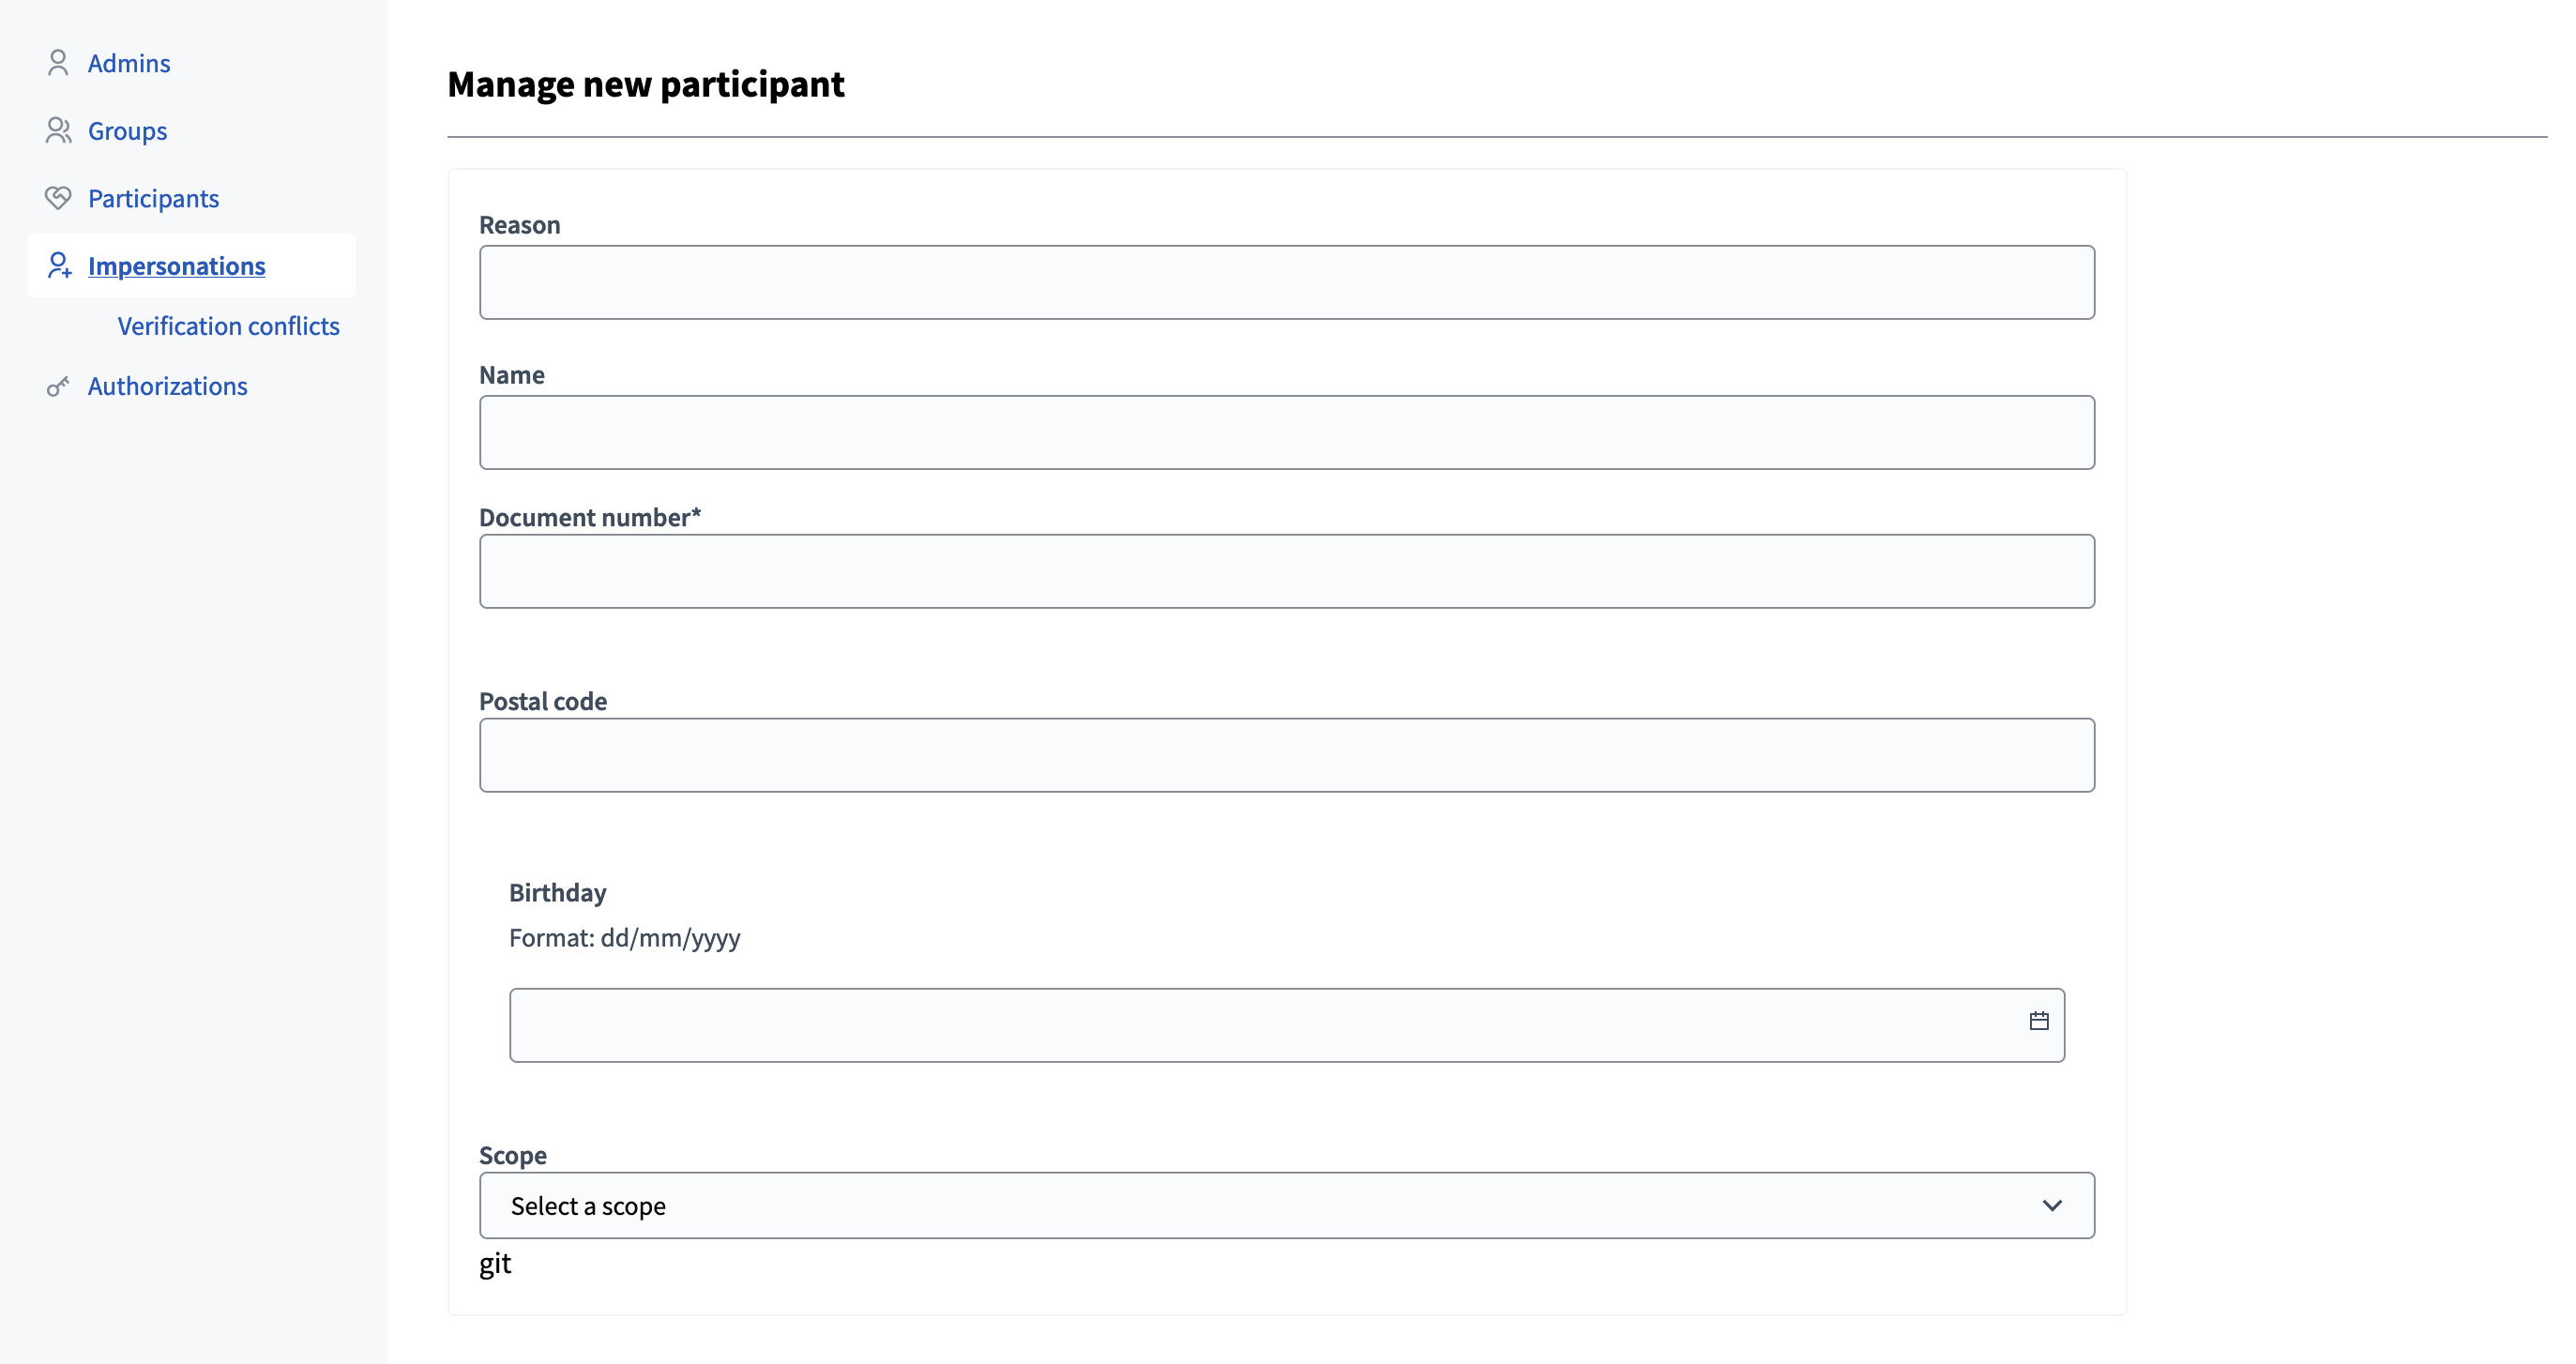 Admins
Groups
Participants
Impersonations
Verification conflicts
Authorizations
Manage new participant
Reason
Name
Document number*
Postal code
Birthday
Format: dd/mm/yyyy
Scope
Select a scope
git